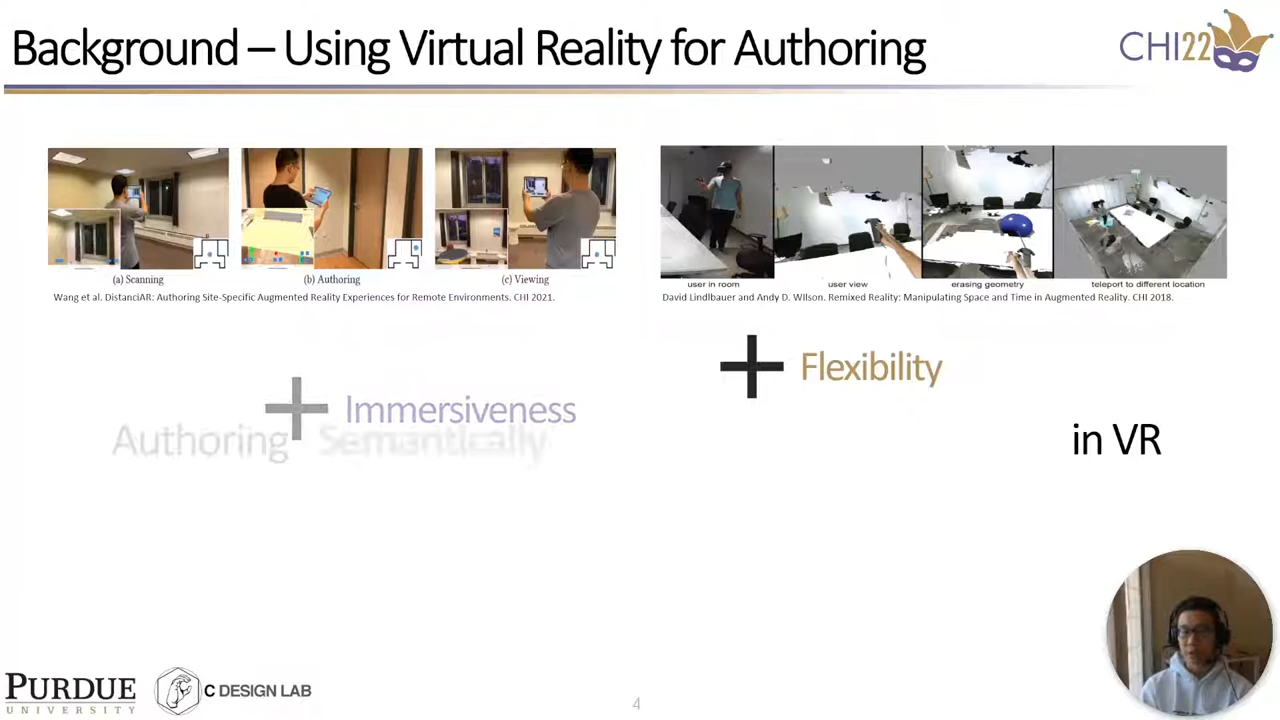 Background – Using Virtual Reality for Authoring
CHI22
(a) Scanning
(b) Authoring
(c) Viewing
Wang et al. DistanciAR: Authoring Site-Specific Augmented Reality Experiences for Remote Environments. CHI 2021.
user in room
user view
erasing geometry
teleport to different location
David Lindlbauer and Andy D. WIlson. Remixed Reality: Manipulating Space and Time in Augmented Reality. CHI 2018.
+ Flexibility
+ Immersiveness
Authoring Semantically
in VR
PURDUE
UNIVERSITY
C DESIGN LAB
4